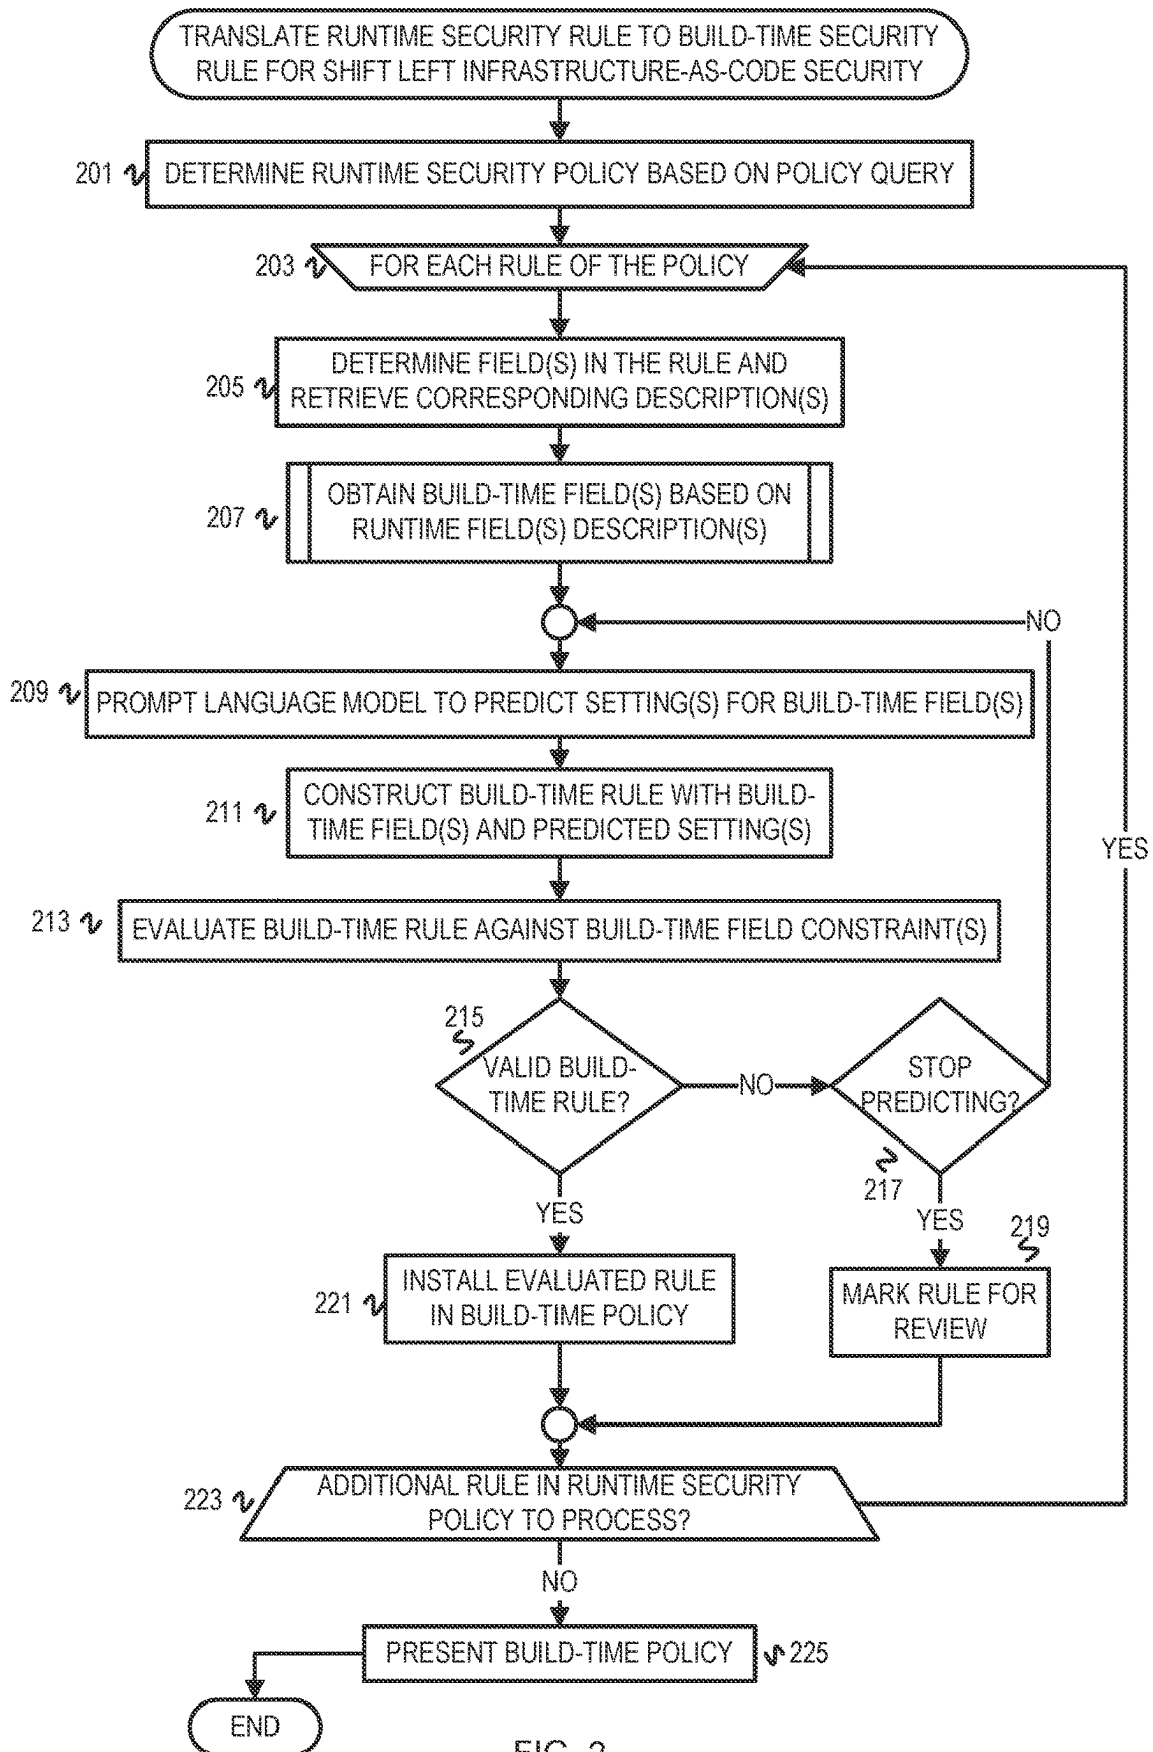 TRANSLATE RUNTIME SECURITY RULE TO BUILD-TIME SECURITY
RULE FOR SHIFT LEFT INFRASTRUCTURE-AS-CODE SECURITY
201
DETERMINE RUNTIME SECURITY POLICY BASED ON POLICY QUERY
203
FOR EACH RULE OF THE POLICY
205
DETERMINE FIELD(S) IN THE RULE AND
RETRIEVE CORRESPONDING DESCRIPTION(S)
207
OBTAIN BUILD-TIME FIELD(S) BASED ON
RUNTIME FIELD(S) DESCRIPTION(S)
NO
209
PROMPT LANGUAGE MODEL TO PREDICT SETTING(S) FOR BUILD-TIME FIELD(S)
211
CONSTRUCT BUILD-TIME RULE WITH BUILD-
TIME FIELD(S) AND PREDICTED SETTING(S)
YES
213
EVALUATE BUILD-TIME RULE AGAINST BUILD-TIME FIELD CONSTRAINT(S)
215
VALID BUILD-
TIME RULE?
NO
STOP
PREDICTING?
217
YES
YES
219
221
INSTALL EVALUATED RULE
IN BUILD-TIME POLICY
MARK RULE FOR
REVIEW
223
ADDITIONAL RULE IN RUNTIME SECURITY
POLICY TO PROCESS?
NO
PRESENT BUILD-TIME POLICY
225
END
FIG. 2